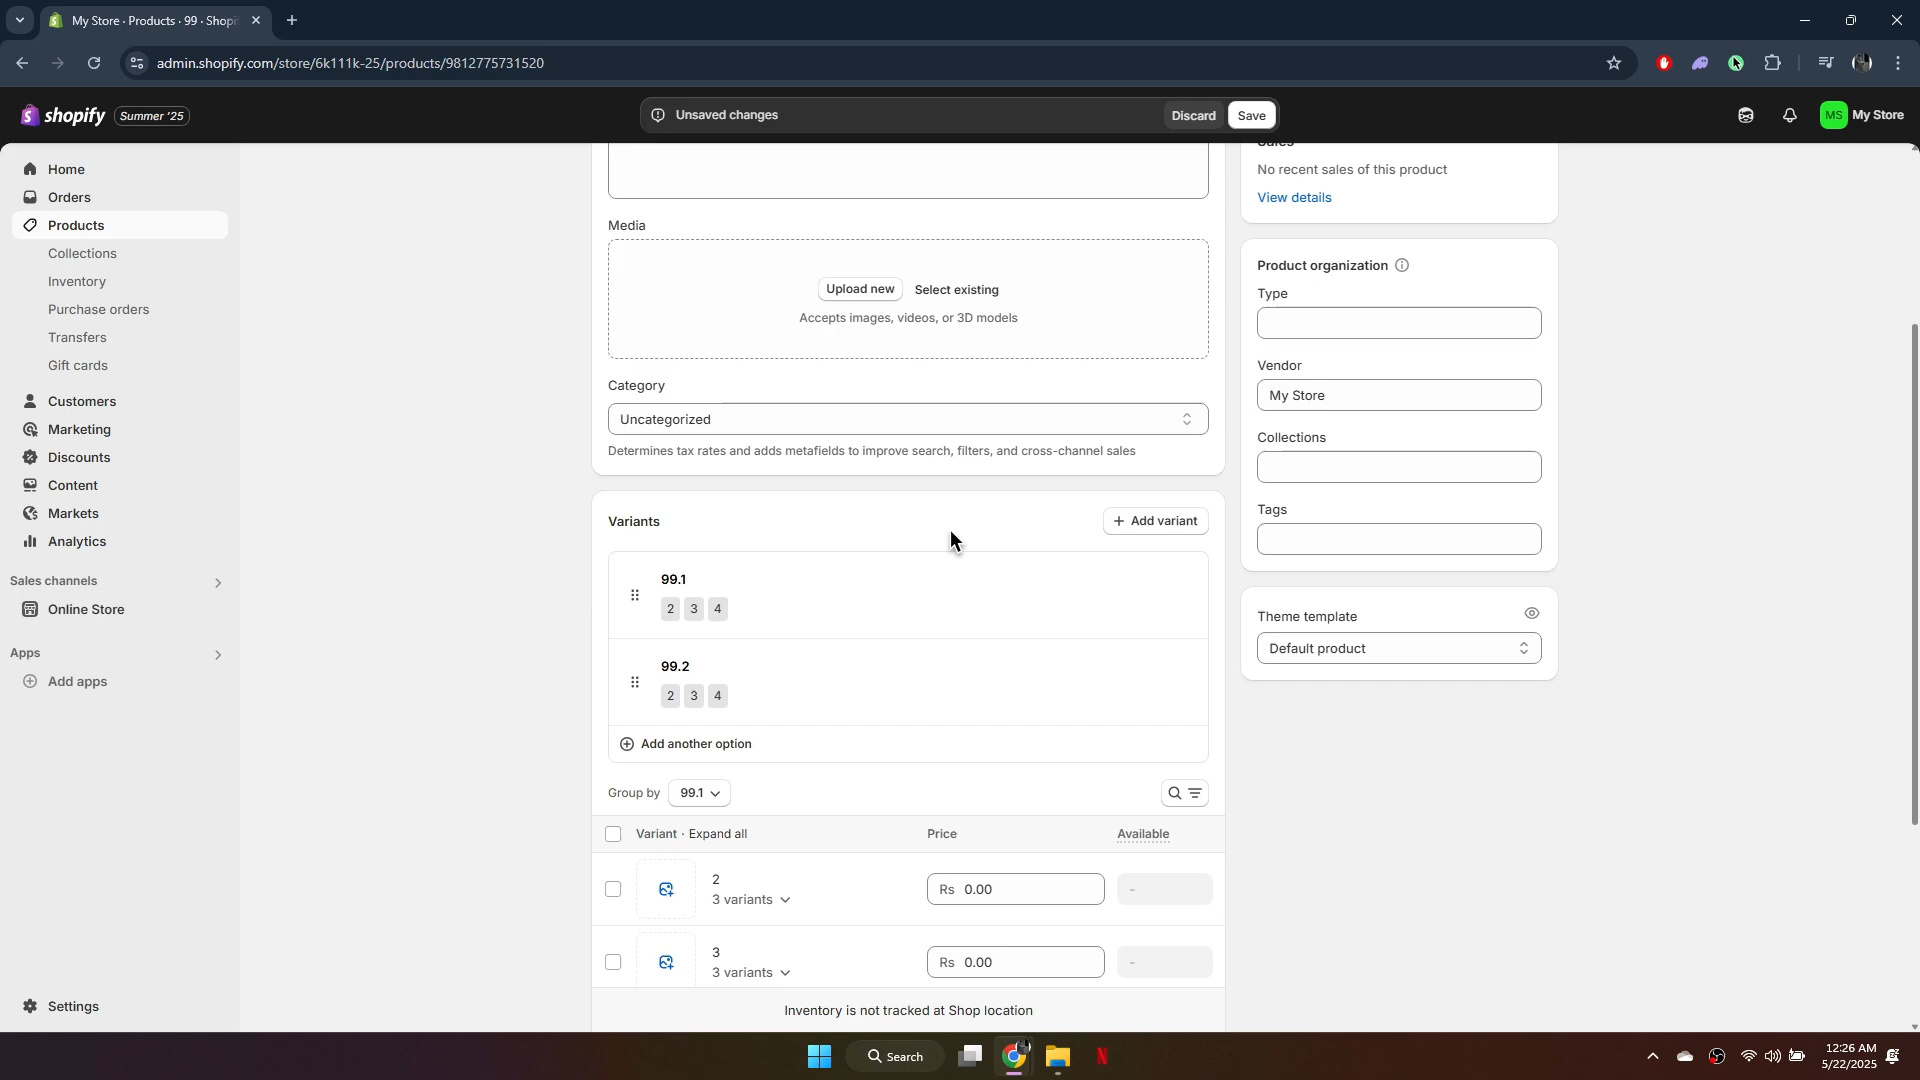 My Store · Products · 99 · Shopi
admin.shopify.com/store/6k111k-25/products/9812775731520
shopify
Summer '25
Unsaved changes
Discard
Save
MS
My Store
Home
Orders
Products
Collections
Inventory
Purchase orders
Transfers
Gift cards
Customers
Marketing
Discounts
Content
Markets
Analytics
Sales channels
Online Store
Apps
Add apps
Settings
Media
Upload new
Select existing
Accepts images, videos, or 3D models
Category
Uncategorized
Determines tax rates and adds metafields to improve search, filters, and cross-channel sales
Variants
Add variant
99.1
2 3 4
99.2
2 3 4
Add another option
Group by
99.1
Variant · Expand all
Price
Available
2
3 variants
Rs 0.00
-
3
3 variants
Rs 0.00
-
Inventory is not tracked at Shop location
Sales
No recent sales of this product
View details
Product organization
Type
Vendor
My Store
Collections
Tags
Theme template
Default product
Search
N
12:26 AM
5/22/2025